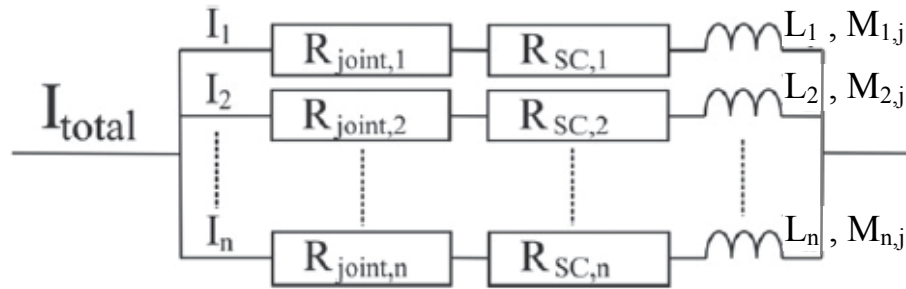 I1 Rjoint,1 RSC,1 L1 , M1,j
I2 Rjoint,2 RSC,2 L2 , M2,j
Itotal
In Rjoint,n RSC,n Ln , Mn,j